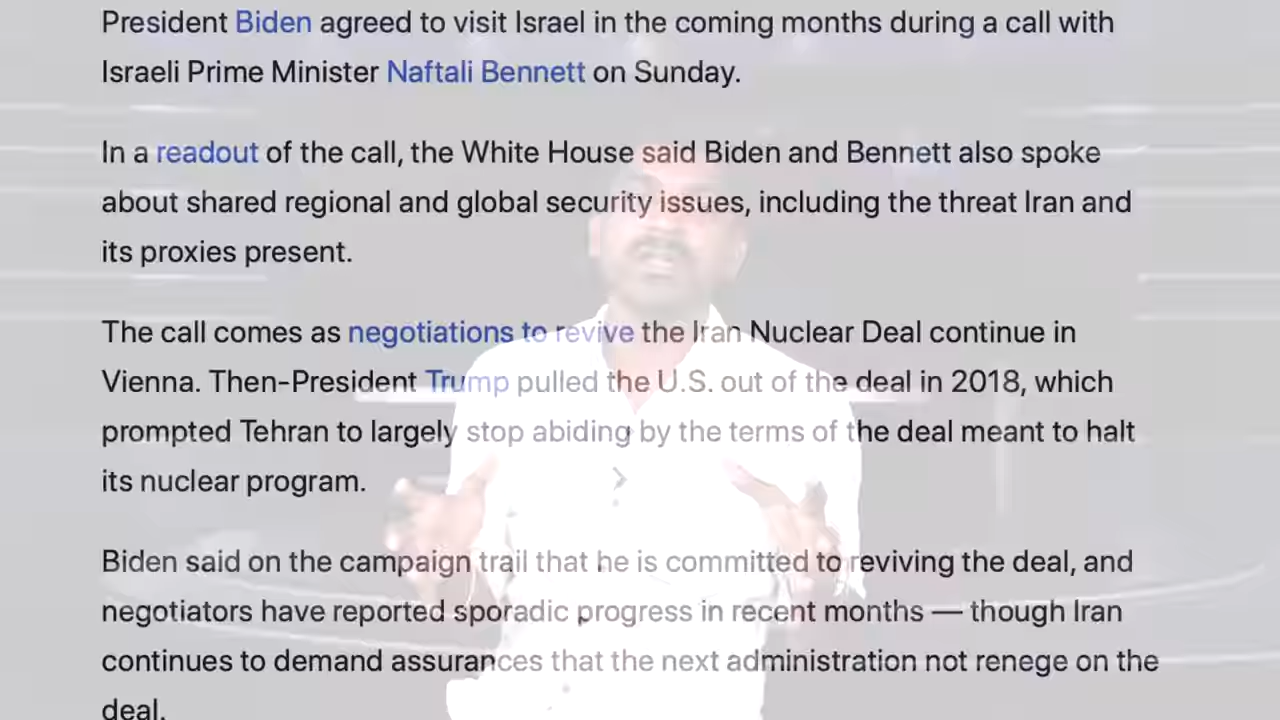 President Biden agreed to visit Israel in the coming months during a call with
Israeli Prime Minister Naftali Bennett on Sunday.
In a readout of the call, the White House said Biden and Bennett also spoke
about shared regional and global security issues, including the threat Iran and
its proxies present.
The call comes as negotiations to revive the Iran Nuclear Deal continue in
Vienna. Then-President Trump pulled the U.S. out of the deal in 2018, which
prompted Tehran to largely stop abiding by the terms of the deal meant to halt
its nuclear program.
Biden said on the campaign trail that he is committed to reviving the deal, and
negotiators have reported sporadic progress in recent months — though Iran
continues to demand assurances that the next administration not renege on the
deal.